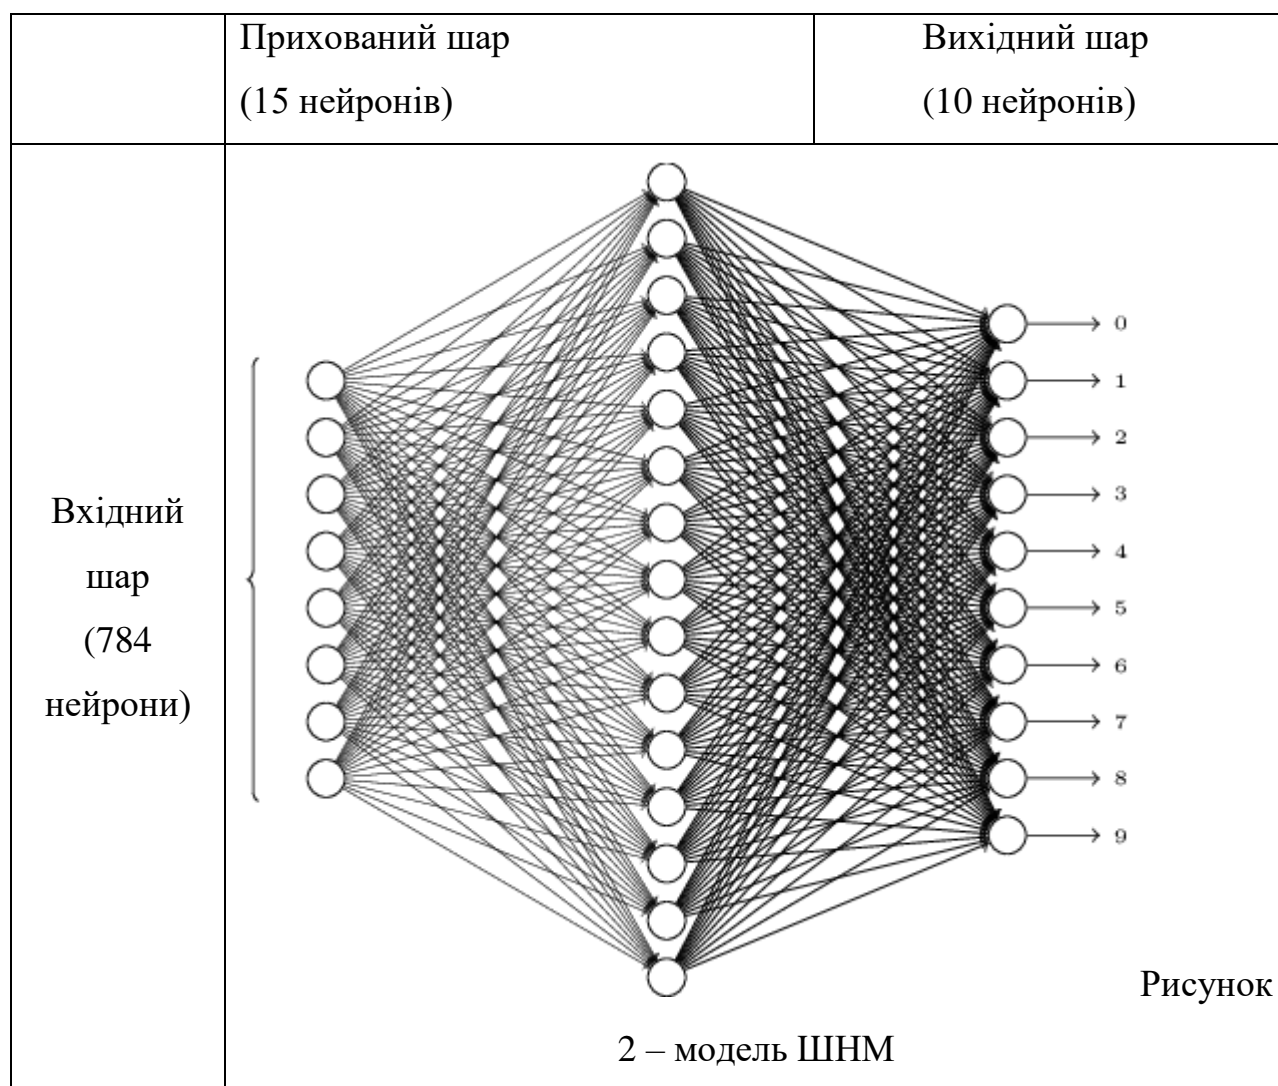 Прихований шар
(15 нейронів)
Вихідний шар
(10 нейронів)
Вхідний
шар
(784
нейрони)
0
1
2
3
4
5
6
7
8
9
Рисунок
2 – модель ШНМ